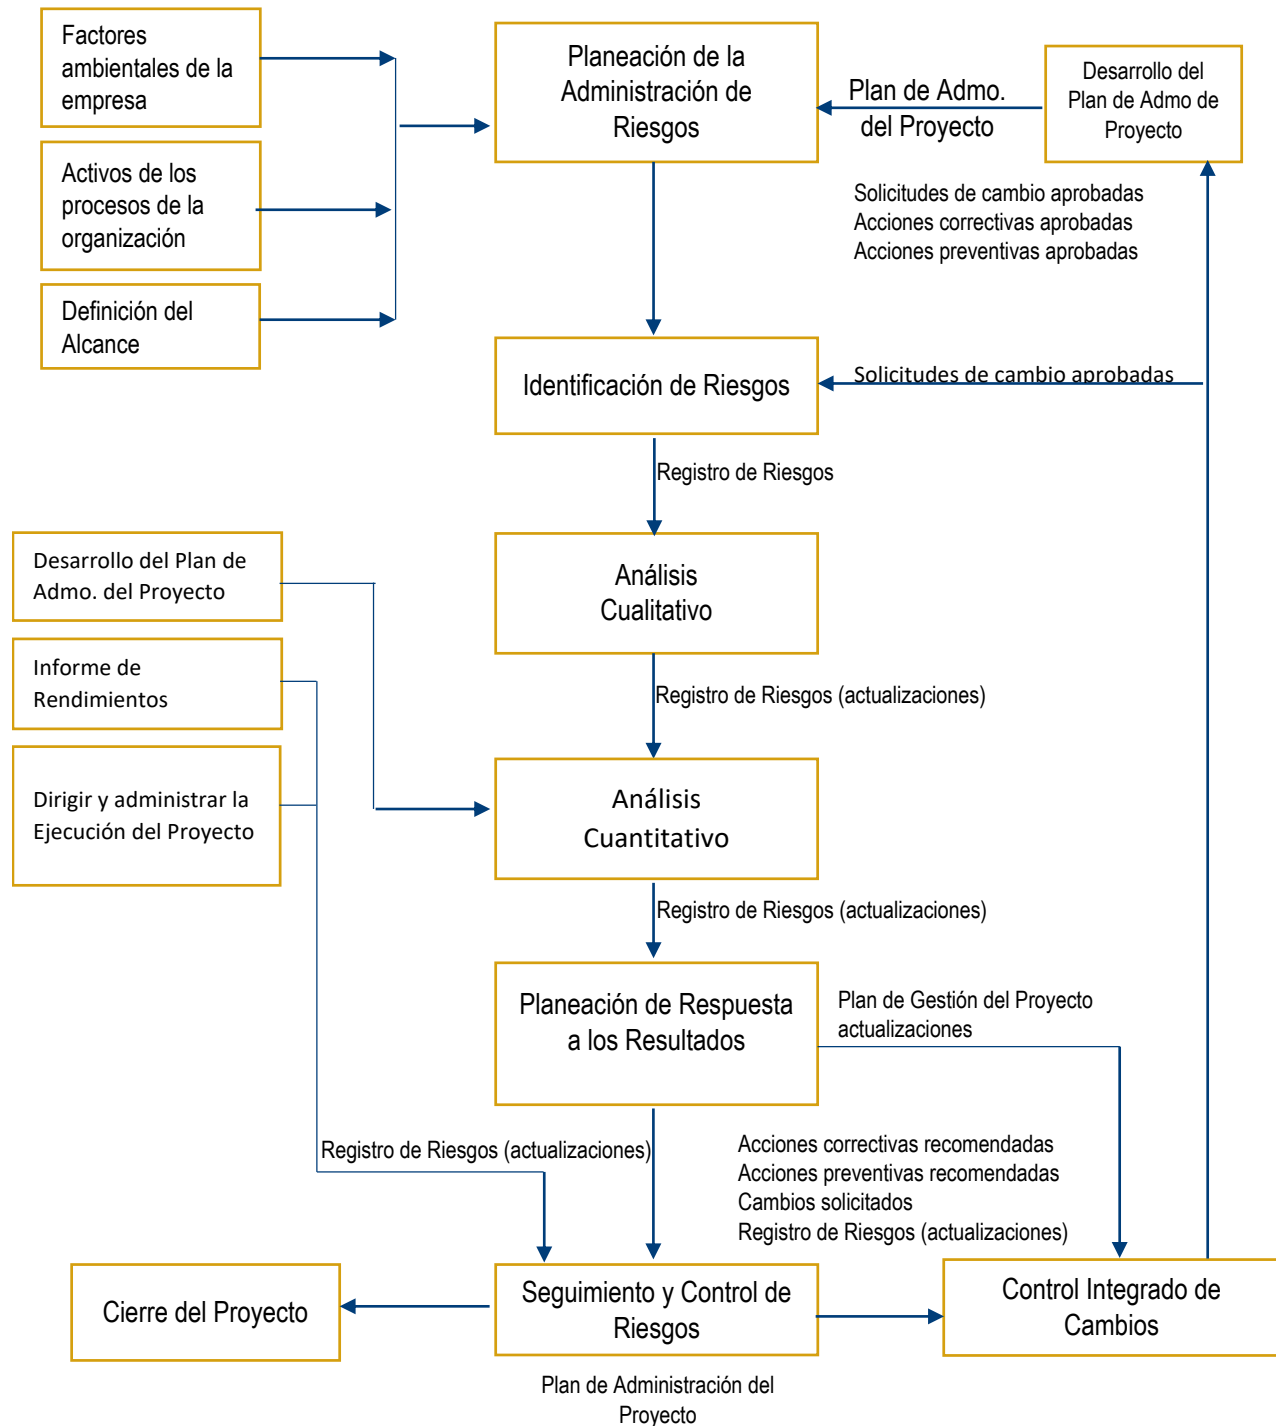 Factores
ambientales de la
empresa
Planeación de la
Administración de
Riesgos
Plan de Admo.
del Proyecto
Desarrollo del
Plan de Admo de
Proyecto
Activos de los
procesos de la
organización
Solicitudes de cambio aprobadas
Acciones correctivas aprobadas
Acciones preventivas aprobadas
Definición del
Alcance
Identificación de Riesgos
Solicitudes de cambio aprobadas
Registro de Riesgos
Desarrollo del Plan de
Admo. del Proyecto
Análisis
Cualitativo
Informe de
Rendimientos
Registro de Riesgos (actualizaciones)
Dirigir y administrar la
Ejecución del Proyecto
Análisis
Cuantitativo
Registro de Riesgos (actualizaciones)
Planeación de Respuesta
a los Resultados
Plan de Gestión del Proyecto
actualizaciones
Registro de Riesgos (actualizaciones)
Acciones correctivas recomendadas
Acciones preventivas recomendadas
Cambios solicitados
Registro de Riesgos (actualizaciones)
Cierre del Proyecto
Seguimiento y Control de
Riesgos
Control Integrado de
Cambios
Plan de Administración del
Proyecto